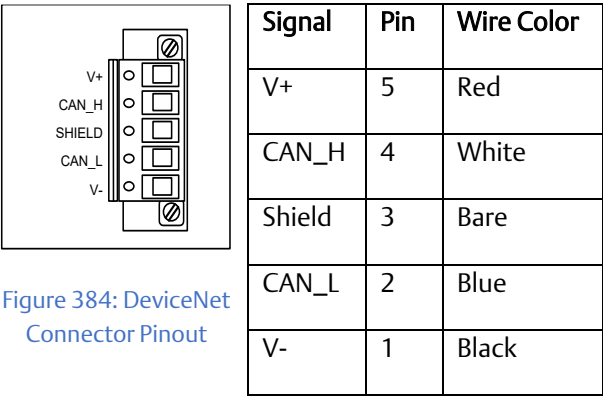 V+
CAN_H
SHIELD
CAN_L
V-
Figure 384: DeviceNet
Connector Pinout
Signal Pin Wire Color
V+ 5 Red
CAN_H 4 White
Shield 3 Bare
CAN_L 2 Blue
V- 1 Black